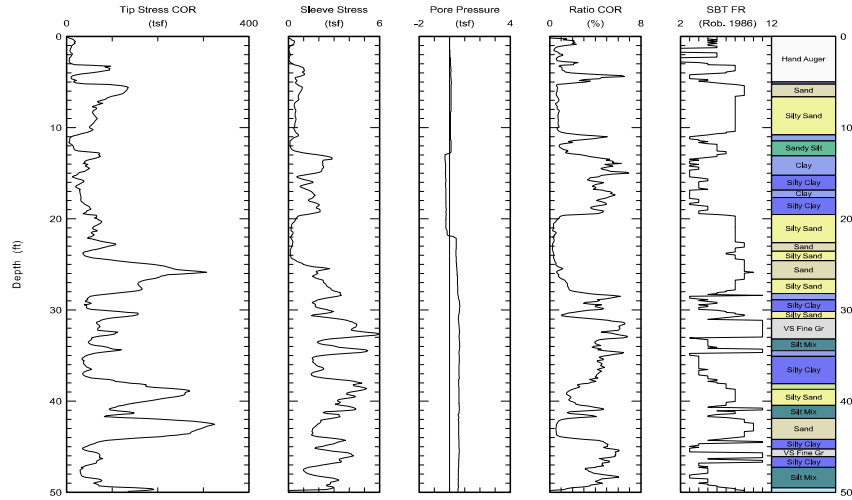 Tip Stress COR
Sleeve Stress
Pore Pressure
Ratio COR
SBT FR
0 (tsf) 400
0 (tsf) 6
-2 (tsf) 4
0 (%) 8
2 (Rob. 1986) 12
0 0
Hand Auger
Sand
Silty Sand
10 10
Sandy Silt
Clay
Silty Clay
Clay
Silty Clay
20 20
Silty Sand
Sand
Silty Sand
Depth (ft)
Sand
Silty Sand
Silty Clay
30 30
Silty Sand
VS Fine Gr
Silt Mix
Silty Clay
40 40
Silty Sand
Silt Mix
Sand
Silty Clay
VS Fine Gr
Silty Clay
Silt Mix
50 50